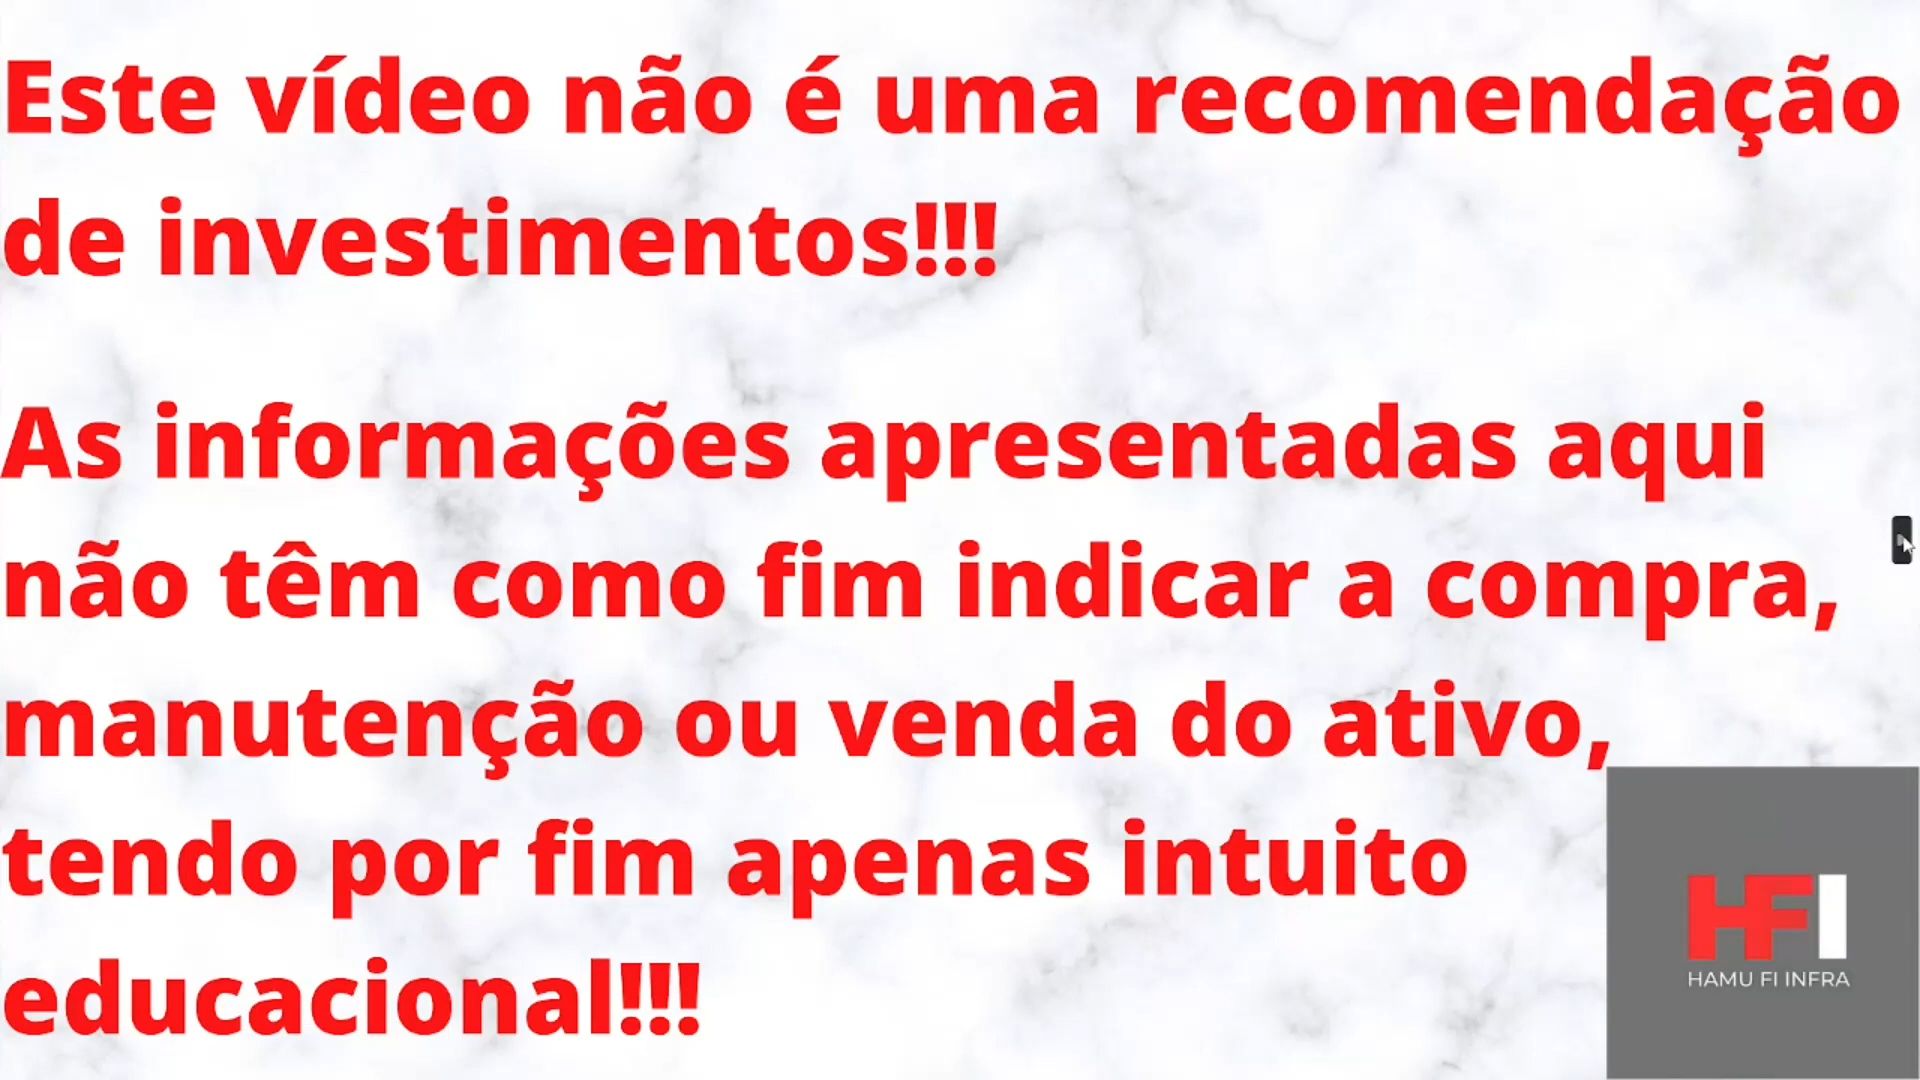 Este vídeo não é uma recomendação
de investimentos!!!
As informações apresentadas aqui
não têm como fim indicar a compra,
manutenção ou venda do ativo,
tendo por fim apenas intuito
educacional!!!
HFI
HAMU FI INFRA